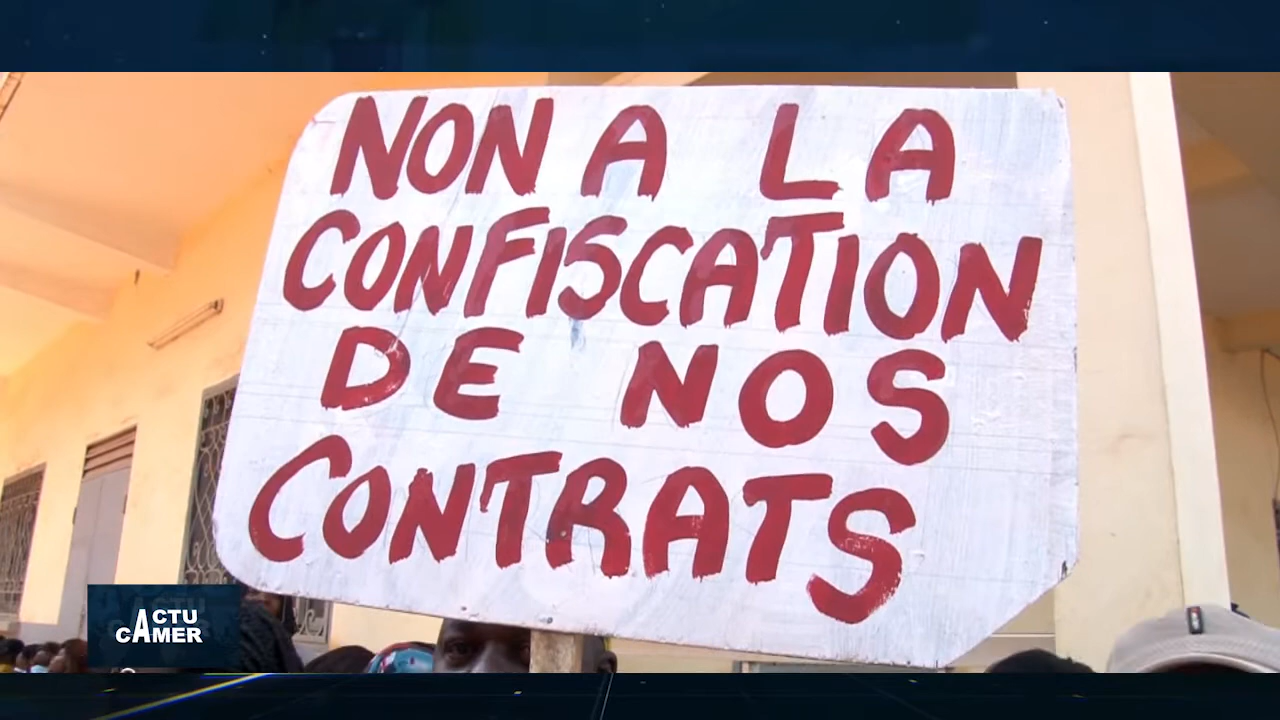 NON A LA
CONFISCATION
DE NOS
CONTRATS
ACTU
CAMER